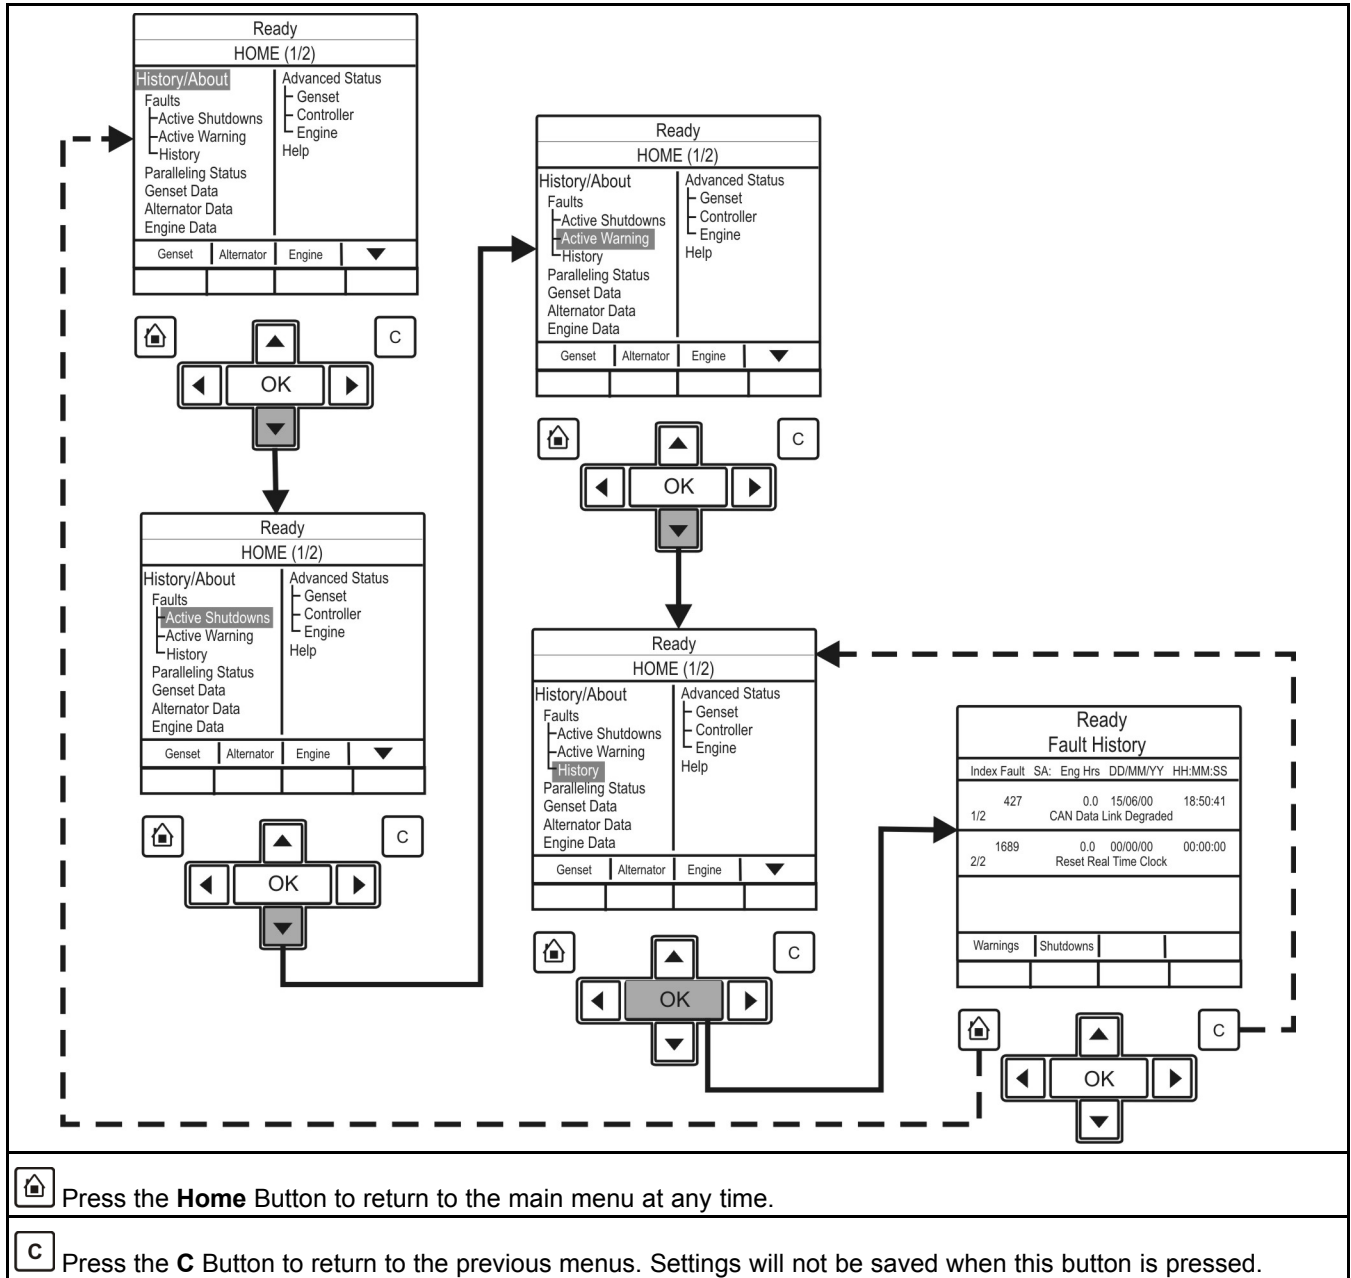 Ready
HOME (1/2)
History/About
Faults
Active Shutdowns
Active Warning
History
Paralleling Status
Genset Data
Alternator Data
Engine Data
Advanced Status
Genset
Controller
Engine
Help
Genset Alternator Engine
C
OK
Ready
HOME (1/2)
History/About
Faults
Active Shutdowns
Active Warning
History
Paralleling Status
Genset Data
Alternator Data
Engine Data
Advanced Status
Genset
Controller
Engine
Help
Genset Alternator Engine
C
OK
Ready
HOME (1/2)
History/About
Faults
Active Shutdowns
Active Warning
History
Paralleling Status
Genset Data
Alternator Data
Engine Data
Advanced Status
Genset
Controller
Engine
Help
Genset Alternator Engine
C
OK
Ready
HOME (1/2)
History/About
Faults
Active Shutdowns
Active Warning
History
Paralleling Status
Genset Data
Alternator Data
Engine Data
Advanced Status
Genset
Controller
Engine
Help
Genset Alternator Engine
C
OK
Ready
Fault History
Index Fault SA: Eng Hrs DD/MM/YY HH:MM:SS
427 0.0 15/06/00 18:50:41
1/2 CAN Data Link Degraded
1689 0.0 00/00/00 00:00:00
2/2 Reset Real Time Clock
Warnings Shutdowns
C
OK
Press the Home Button to return to the main menu at any time.
C Press the C Button to return to the previous menus. Settings will not be saved when this button is pressed.